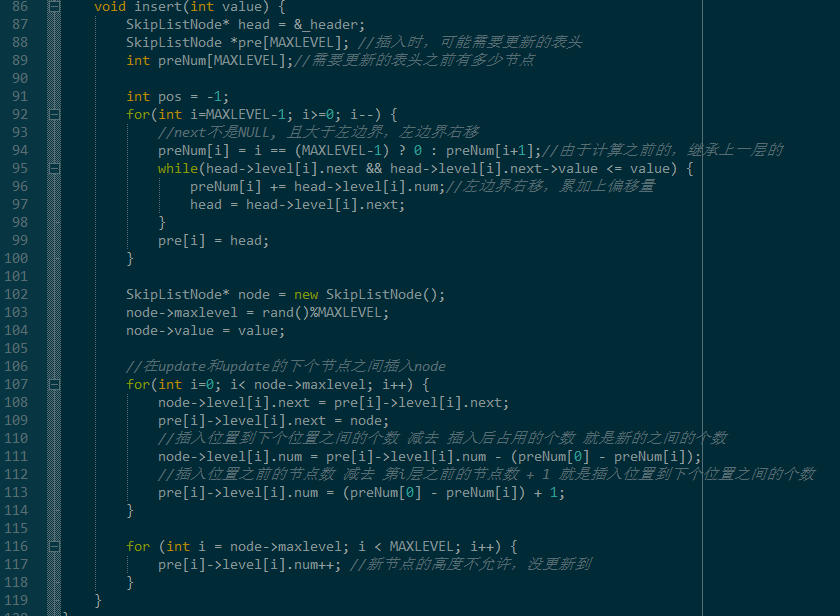 86 void insert(int value) {
87 SkipListNode* head = &_header;
88 SkipListNode *pre[MAXLEVEL]; //插入时，可能需要更新的表头
89 int preNum[MAXLEVEL];//需要更新的表头之前有多少节点
90
91 int pos = -1;
92 for(int i=MAXLEVEL-1; i>=0; i--) {
93 //next不是NULL, 且大于左边界，左边界右移
94 preNum[i] = i == (MAXLEVEL-1) ? 0 : preNum[i+1];//由于计算之前的，继承上一层的
95 while(head->level[i].next && head->level[i].next->value <= value) {
96 preNum[i] += head->level[i].num;//左边界右移，累加上偏移量
97 head = head->level[i].next;
98 }
99 pre[i] = head;
100 }
101
102 SkipListNode* node = new SkipListNode();
103 node->maxlevel = rand()%MAXLEVEL;
104 node->value = value;
105
106 //在update和update的下个节点之间插入node
107 for(int i=0; i< node->maxlevel; i++) {
108 node->level[i].next = pre[i]->level[i].next;
109 pre[i]->level[i].next = node;
110 //插入位置到下个位置之间的个数 减去 插入后占用的个数 就是新的之间的个数
111 node->level[i].num = pre[i]->level[i].num - (preNum[0] - preNum[i]);
112 //插入位置之前的节点数 减去 第i层之前的节点数 + 1 就是插入位置到下个位置之间的个数
113 pre[i]->level[i].num = (preNum[0] - preNum[i]) + 1;
114 }
115
116 for (int i = node->maxlevel; i < MAXLEVEL; i++) {
117 pre[i]->level[i].num++; //新节点的高度不允许，没更新到
118 }
119 }